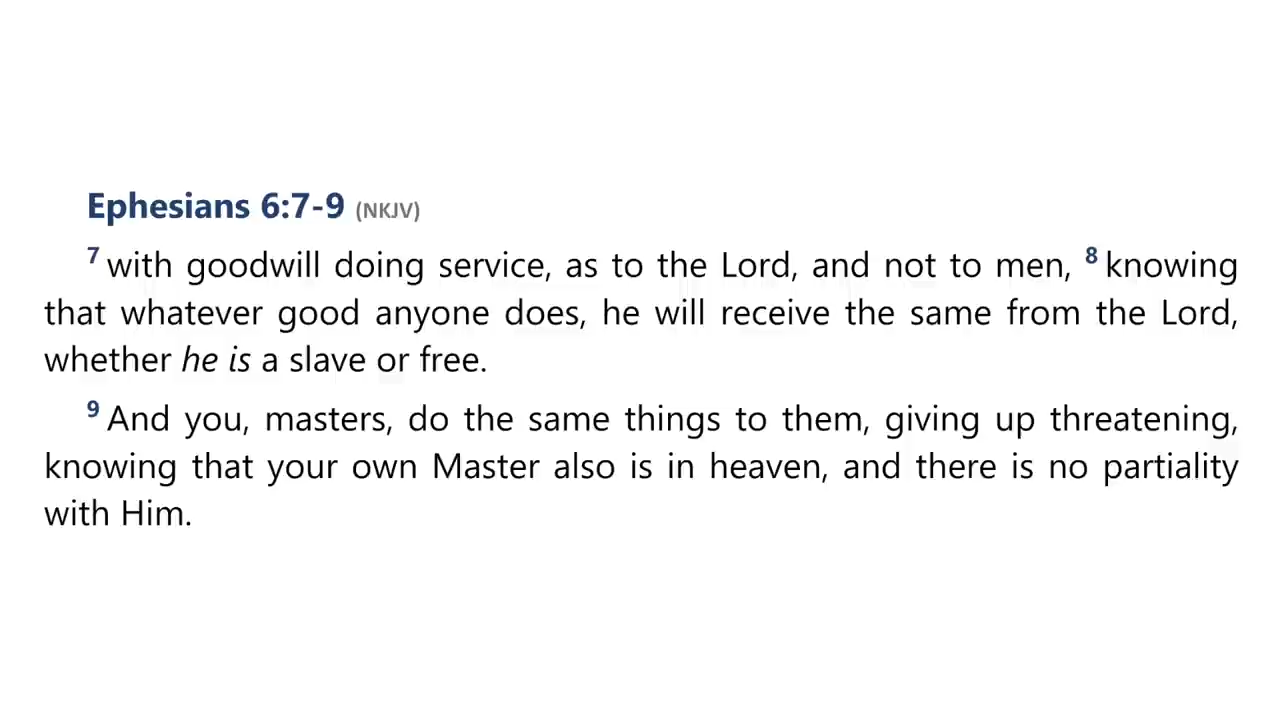 Ephesians 6:7-9 (NKJV)
7 with goodwill doing service, as to the Lord, and not to men, 8 knowing
that whatever good anyone does, he will receive the same from the Lord,
whether he is a slave or free.
9 And you, masters, do the same things to them, giving up threatening,
knowing that your own Master also is in heaven, and there is no partiality
with Him.